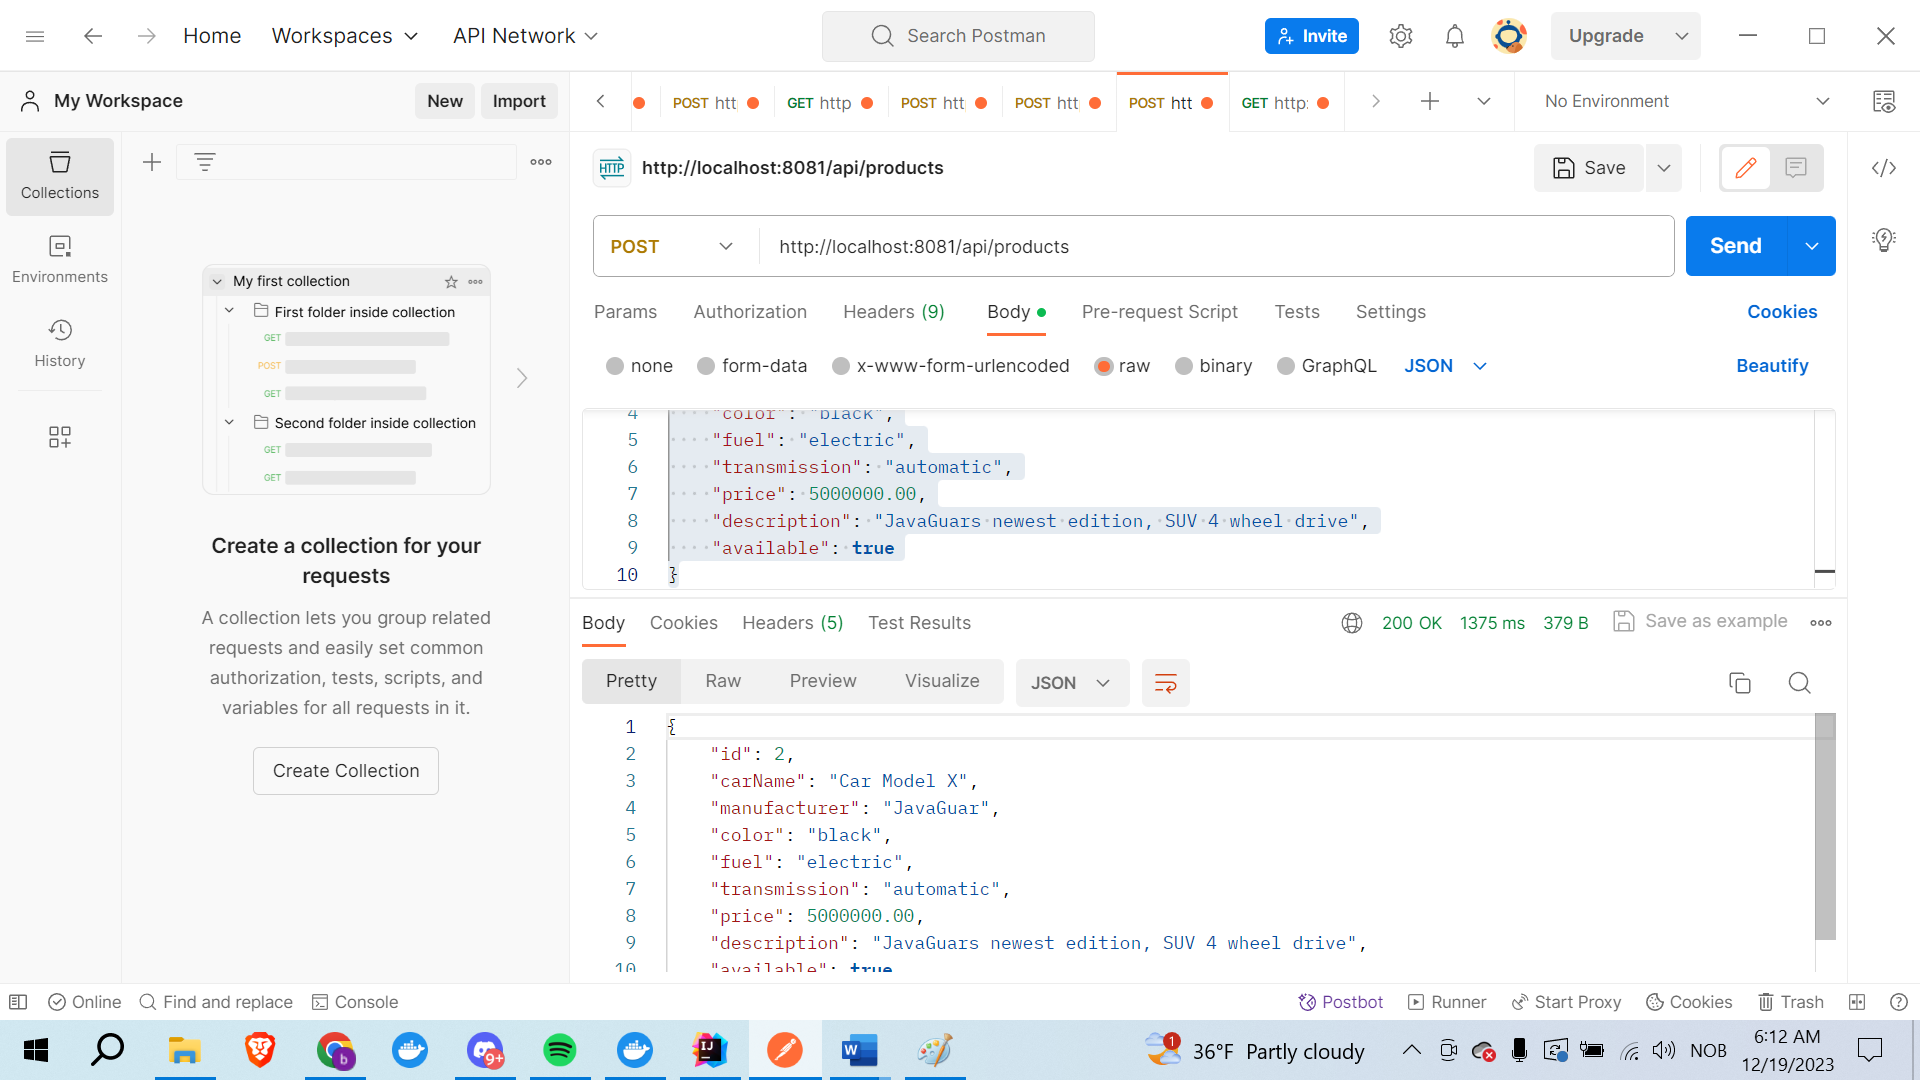 Home
Workspaces
API Network
Search Postman
Invite
Upgrade
My Workspace
New
Import
POST htt
GET http
POST htt
POST htt
POST htt
GET http:
No Environment
Collections
Environments
History
HTTP
http://localhost:8081/api/products
Save
POST
http://localhost:8081/api/products
Send
Params
Authorization
Headers (9)
Body
Pre-request Script
Tests
Settings
Cookies
none
form-data
x-www-form-urlencoded
raw
binary
GraphQL
JSON
Beautify
My first collection
First folder inside collection
GET
POST
GET
Second folder inside collection
GET
GET
Create a collection for your
requests
A collection lets you group related
requests and easily set common
authorization, tests, scripts, and
variables for all requests in it.
Create Collection
4 "color": "black",
5 "fuel": "electric",
6 "transmission": "automatic",
7 "price": 5000000.00,
8 "description": "JavaGuars newest edition, SUV 4 wheel drive",
9 "available": true
10 }
Body
Cookies
Headers (5)
Test Results
200 OK
1375 ms
379 B
Save as example
Pretty
Raw
Preview
Visualize
JSON
1 {
2 "id": 2,
3 "carName": "Car Model X",
4 "manufacturer": "JavaGuar",
5 "color": "black",
6 "fuel": "electric",
7 "transmission": "automatic",
8 "price": 5000000.00,
9 "description": "JavaGuars newest edition, SUV 4 wheel drive",
10 "available": true
Online
Find and replace
Console
Postbot
Runner
Start Proxy
Cookies
Trash
b
9+
IJ
W
1
36°F Partly cloudy
NOB
6:12 AM
12/19/2023